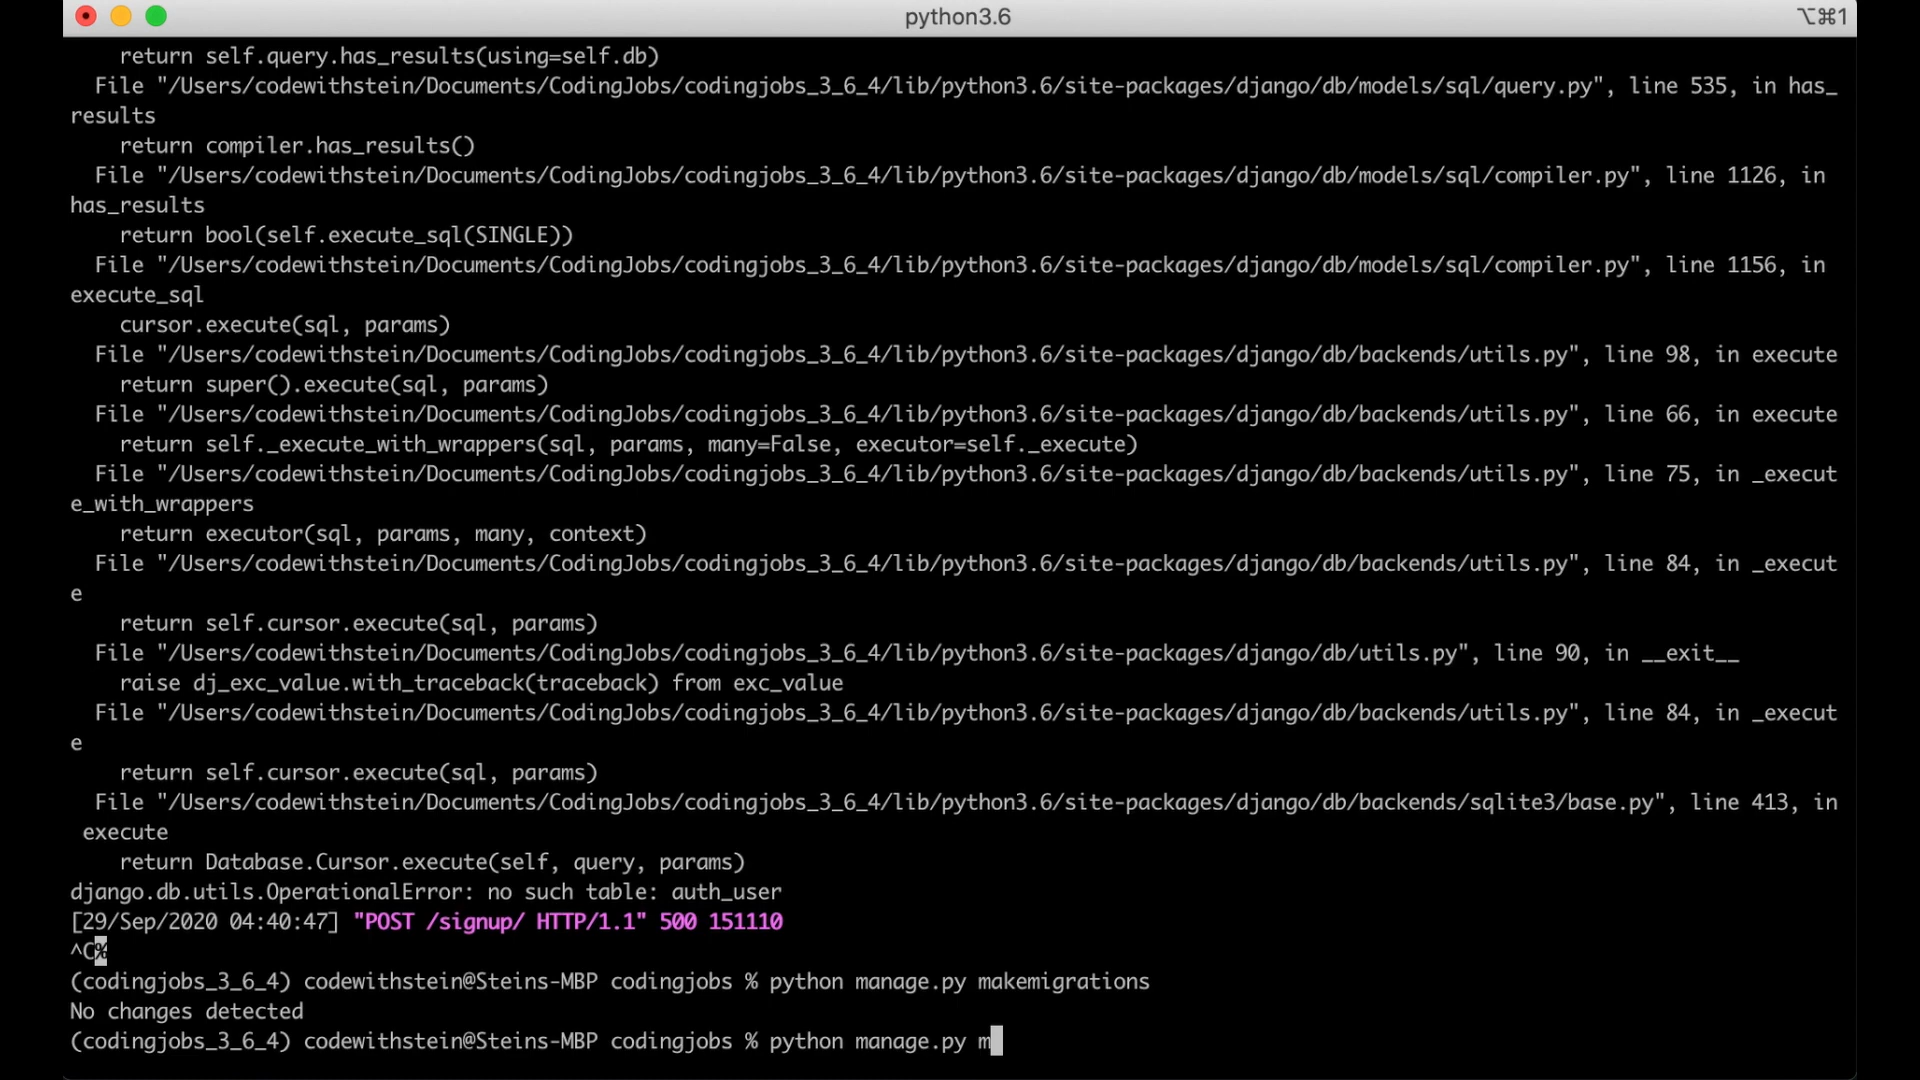 python3.6
⌥⌘1
return self.query.has_results(using=self.db)
File "/Users/codewithstein/Documents/CodingJobs/codingjobs_3_6_4/lib/python3.6/site-packages/django/db/models/sql/query.py", line 535, in has_
results
return compiler.has_results()
File "/Users/codewithstein/Documents/CodingJobs/codingjobs_3_6_4/lib/python3.6/site-packages/django/db/models/sql/compiler.py", line 1126, in
has_results
return bool(self.execute_sql(SINGLE))
File "/Users/codewithstein/Documents/CodingJobs/codingjobs_3_6_4/lib/python3.6/site-packages/django/db/models/sql/compiler.py", line 1156, in
execute_sql
cursor.execute(sql, params)
File "/Users/codewithstein/Documents/CodingJobs/codingjobs_3_6_4/lib/python3.6/site-packages/django/db/backends/utils.py", line 98, in execute
return super().execute(sql, params)
File "/Users/codewithstein/Documents/CodingJobs/codingjobs_3_6_4/lib/python3.6/site-packages/django/db/backends/utils.py", line 66, in execute
return self._execute_with_wrappers(sql, params, many=False, executor=self._execute)
File "/Users/codewithstein/Documents/CodingJobs/codingjobs_3_6_4/lib/python3.6/site-packages/django/db/backends/utils.py", line 75, in _execut
e_with_wrappers
return executor(sql, params, many, context)
File "/Users/codewithstein/Documents/CodingJobs/codingjobs_3_6_4/lib/python3.6/site-packages/django/db/backends/utils.py", line 84, in _execut
e
return self.cursor.execute(sql, params)
File "/Users/codewithstein/Documents/CodingJobs/codingjobs_3_6_4/lib/python3.6/site-packages/django/db/utils.py", line 90, in __exit__
raise dj_exc_value.with_traceback(traceback) from exc_value
File "/Users/codewithstein/Documents/CodingJobs/codingjobs_3_6_4/lib/python3.6/site-packages/django/db/backends/utils.py", line 84, in _execut
e
return self.cursor.execute(sql, params)
File "/Users/codewithstein/Documents/CodingJobs/codingjobs_3_6_4/lib/python3.6/site-packages/django/db/backends/sqlite3/base.py", line 413, in
execute
return Database.Cursor.execute(self, query, params)
django.db.utils.OperationalError: no such table: auth_user
[29/Sep/2020 04:40:47] "POST /signup/ HTTP/1.1" 500 151110
^C%
(codingjobs_3_6_4) codewithstein@Steins-MBP codingjobs % python manage.py makemigrations
No changes detected
(codingjobs_3_6_4) codewithstein@Steins-MBP codingjobs % python manage.py m